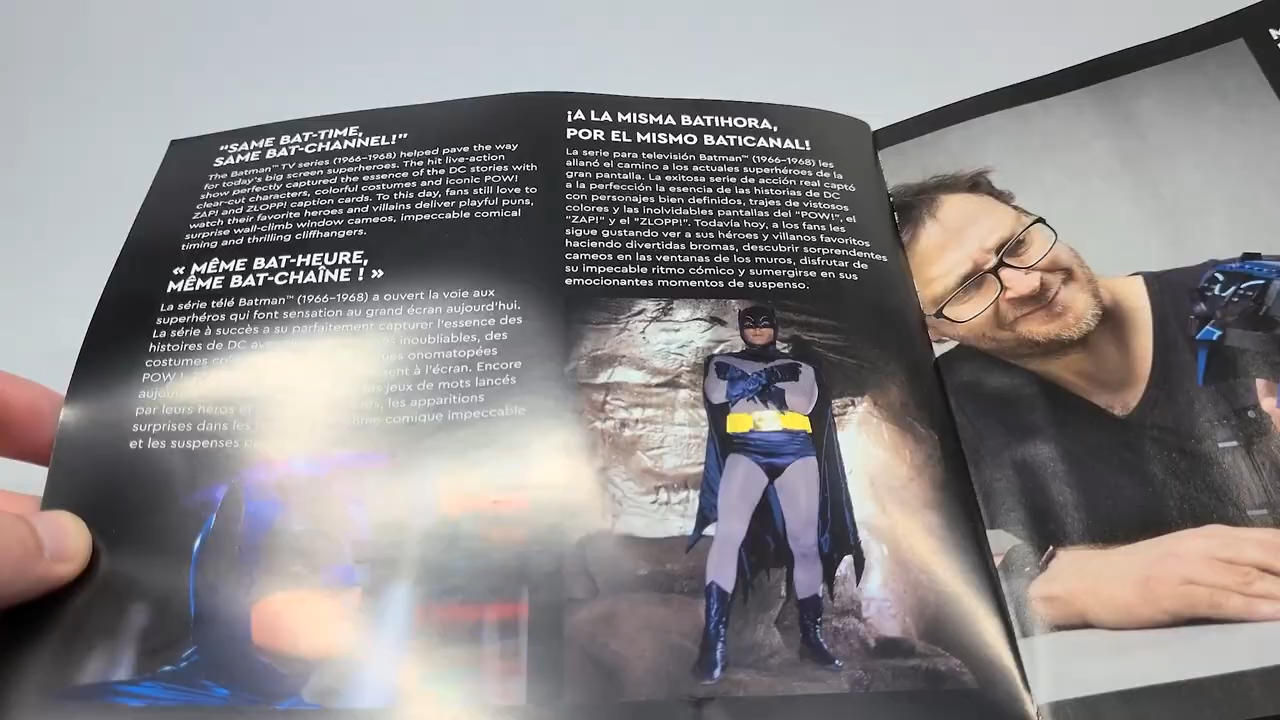 “SAME BAT-TIME,
SAME BAT-CHANNEL!”
The Batman™ TV series (1966–1968) helped pave the way
for today’s big screen superheroes. The hit live-action
show perfectly captured the essence of the DC stories with
clear-cut characters, colorful costumes and iconic POW!
ZAP! and ZLOPP! caption cards. To this day, fans still love to
watch their favorite heroes and villains deliver playful puns,
surprise wall-climb window cameos, impeccable comical
timing and thrilling cliffhangers.
« MÊME BAT-HEURE,
MÊME BAT-CHAÎNE ! »
La série télé Batman™ (1966–1968) a ouvert la voie aux
superhéros qui font sensation au grand écran aujourd’hui.
La série à succès a su parfaitement capturer l’essence des
histoires de DC inoubliables, des
costumes onomatopées
POW ! à l’écran. Encore
jeux de mots lancés
par leurs héros et les apparitions
surprises dans les comique impeccable
et les suspenses
¡A LA MISMA BATIHORA,
POR EL MISMO BATICANAL!
La serie para televisión Batman™ (1966–1968) les
allanó el camino a los actuales superhéroes de la
gran pantalla. La exitosa serie de acción real captó
a la perfección la esencia de las historias de DC
con personajes bien definidos, trajes de vistosos
colores y las inolvidables pantallas del “POW!”, el
“ZAP!” y el “ZLOPP!”. Todavía hoy, a los fans les
sigue gustando ver a sus héroes y villanos favoritos
haciendo divertidas bromas, descubrir sorprendentes
cameos en las ventanas de los muros, disfrutar de
su impecable ritmo cómico y sumergirse en sus
emocionantes momentos de suspenso.